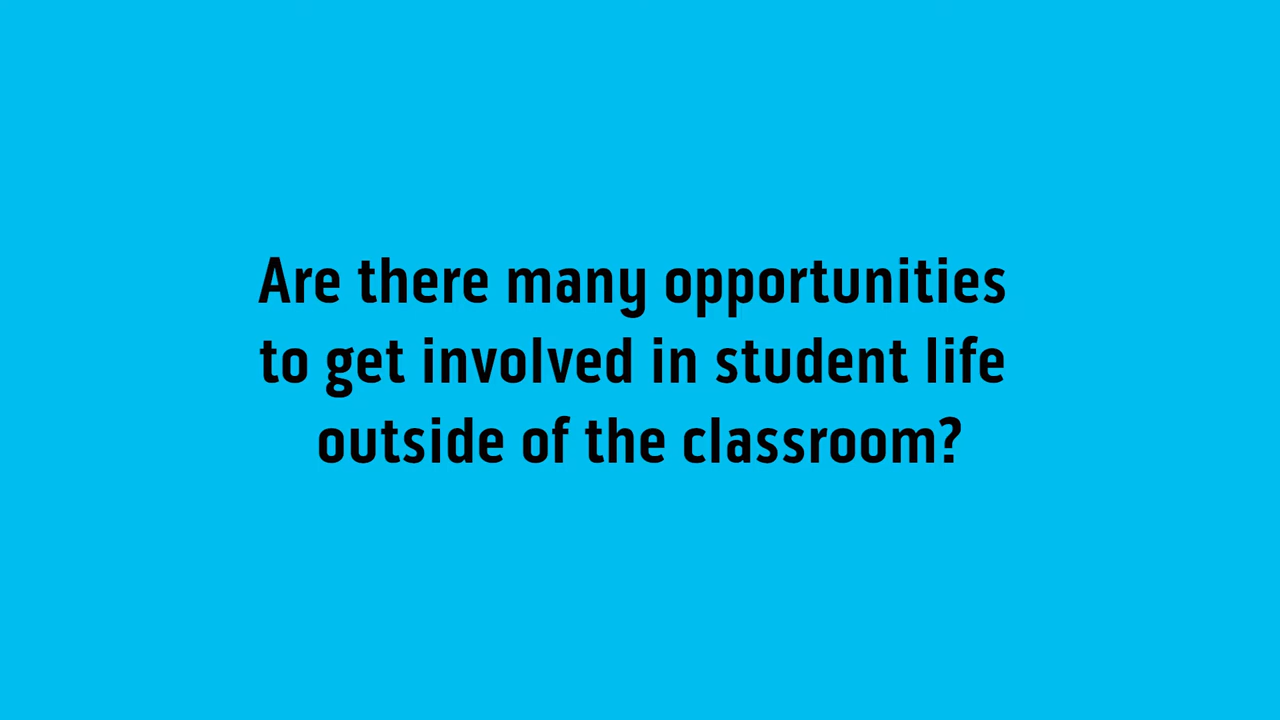 Are there many opportunities
to get involved in student life
outside of the classroom?